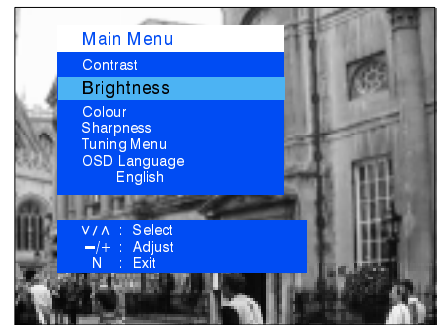 Main Menu
Contrast
Brightness
Colour
Sharpness
Tuning Menu
OSD Language
English
∨/∧ : Select
−/+ : Adjust
N : Exit